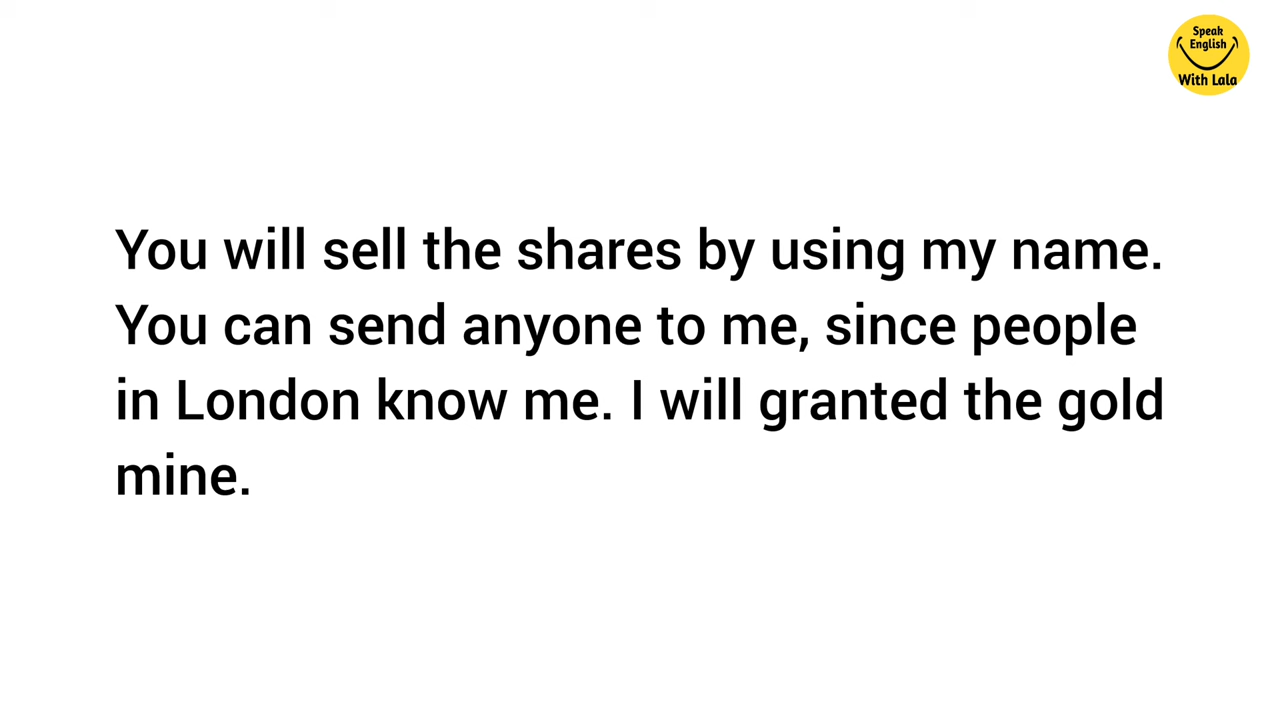 Speak
English
With Lala
You will sell the shares by using my name.
You can send anyone to me, since people
in London know me. I will granted the gold
mine.